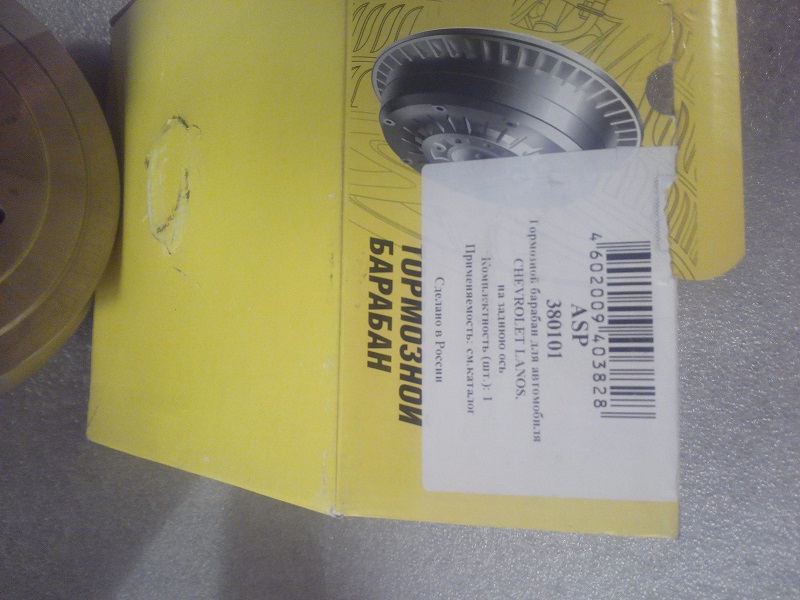 ТОРМОЗНОЙ
БАРАБАН
4 602009 403828
ASP
380101
Тормозной барабан для автомобиля
CHEVROLET LANOS,
на заднюю ось
Комплектность (шт.): 1
Применяемость: см.каталог
Сделано в России